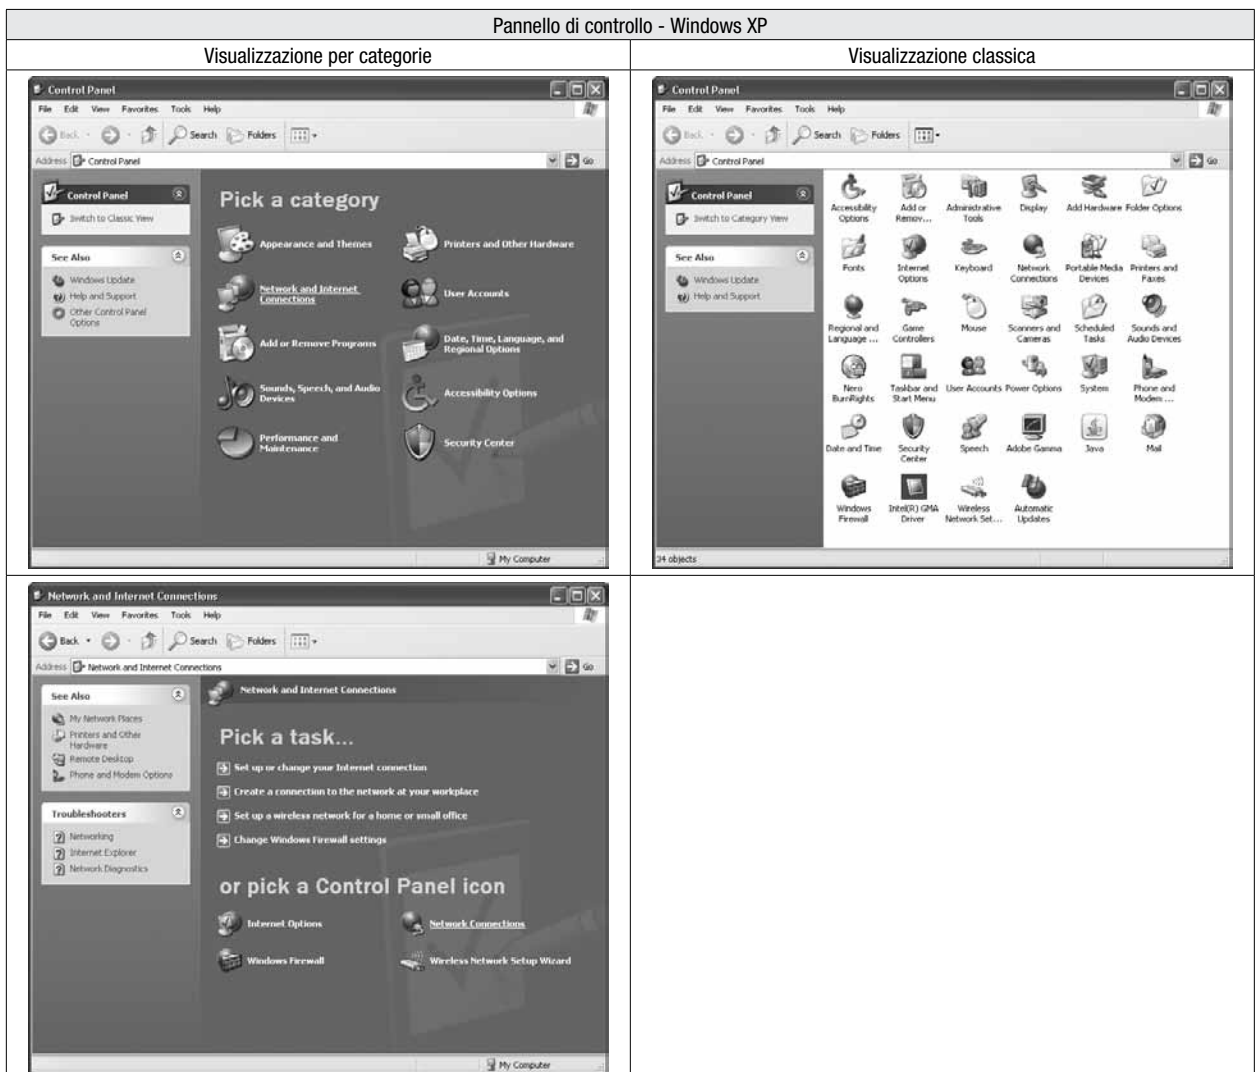 Pannello di controllo - Windows XP
Visualizzazione per categorie
Visualizzazione classica
Control Panel
File Edit View Favorites Tools Help
Back Search Folders
Address Control Panel Go
Control Panel
Switch to Classic View
See Also
Windows Update
Help and Support
Other Control Panel
Options
Pick a category
Appearance and Themes
Printers and Other Hardware
Network and Internet
Connections
User Accounts
Add or Remove Programs
Date, Time, Language, and
Regional Options
Sounds, Speech, and Audio
Devices
Accessibility Options
Performance and
Maintenance
Security Center
My Computer
Control Panel
File Edit View Favorites Tools Help
Back Search Folders
Address Control Panel Go
Control Panel
Switch to Category View
See Also
Windows Update
Help and Support
Accessibility
Options
Add or
Remov...
Administrative
Tools
Display
Add Hardware
Folder Options
Fonts
Internet
Options
Keyboard
Network
Connections
Portable Media
Devices
Printers and
Faxes
Regional and
Language ...
Game
Controllers
Mouse
Scanners and
Cameras
Scheduled
Tasks
Sounds and
Audio Devices
Nero
BurnRights
Taskbar and
Start Menu
User Accounts
Power Options
System
Phone and
Modem ...
Date and Time
Security
Center
Speech
Adobe Gamma
Java
Mail
Windows
Firewall
Intel(R) GMA
Driver
Wireless
Network Set...
Automatic
Updates
34 objects
Network and Internet Connections
File Edit View Favorites Tools Help
Back Search Folders
Address Network and Internet Connections Go
See Also
My Network Places
Printers and Other
Hardware
Remote Desktop
Phone and Modem Options
Troubleshooters
Networking
Internet Explorer
Network Diagnostics
Network and Internet Connections
Pick a task...
Set up or change your Internet connection
Create a connection to the network at your workplace
Set up a wireless network for a home or small office
Change Windows Firewall settings
or pick a Control Panel icon
Internet Options
Network Connections
Windows Firewall
Wireless Network Setup Wizard
My Computer